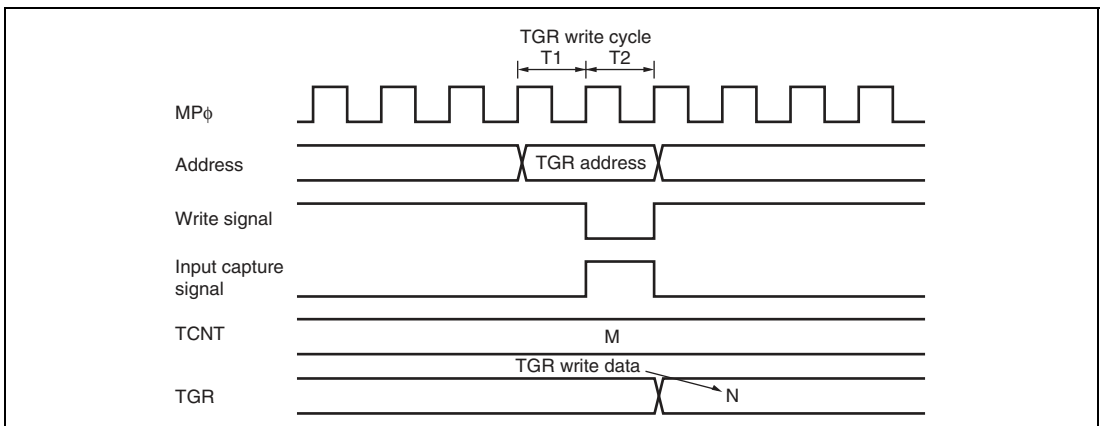 TGR write cycle
T1 T2
MPϕ
Address TGR address
Write signal
Input capture
signal
TCNT M
TGR write data
TGR N